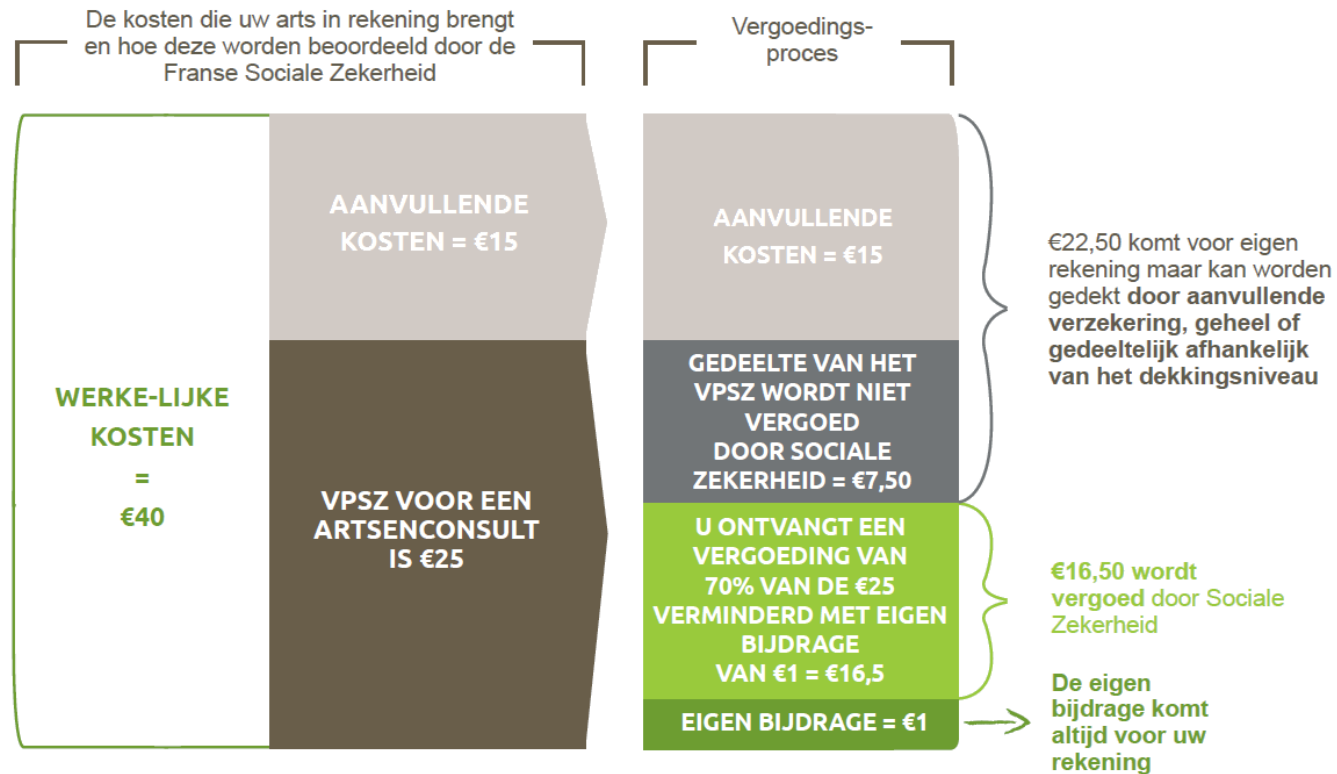 De kosten die uw arts in rekening brengt
en hoe deze worden beoordeeld door de
Franse Sociale Zekerheid
Vergoedings-
proces
WERKE-LIJKE
KOSTEN
=
€40
AANVULLENDE
KOSTEN = €15
VPSZ VOOR EEN
ARTSENCONSULT
IS €25
AANVULLENDE
KOSTEN = €15
GEDEELTE VAN HET
VPSZ WORDT NIET
VERGOED
DOOR SOCIALE
ZEKERHEID = €7,50
U ONTVANGT EEN
VERGOEDING VAN
70% VAN DE €25
VERMINDERD MET EIGEN
BIJDRAGE
VAN €1 = €16,5
EIGEN BIJDRAGE = €1
€22,50 komt voor eigen
rekening maar kan worden
gedekt door aanvullende
verzekering, geheel of
gedeeltelijk afhankelijk
van het dekkingsniveau
€16,50 wordt
vergoed door Sociale
Zekerheid
De eigen
bijdrage komt
altijd voor uw
rekening